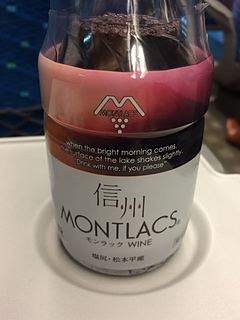 MONTLACS
when the bright morning comes,
surface of the lake shakes slightly.
"Drink with me, if you please"
信州
MONTLACS®
モンラック WINE
塩尻・松本平産